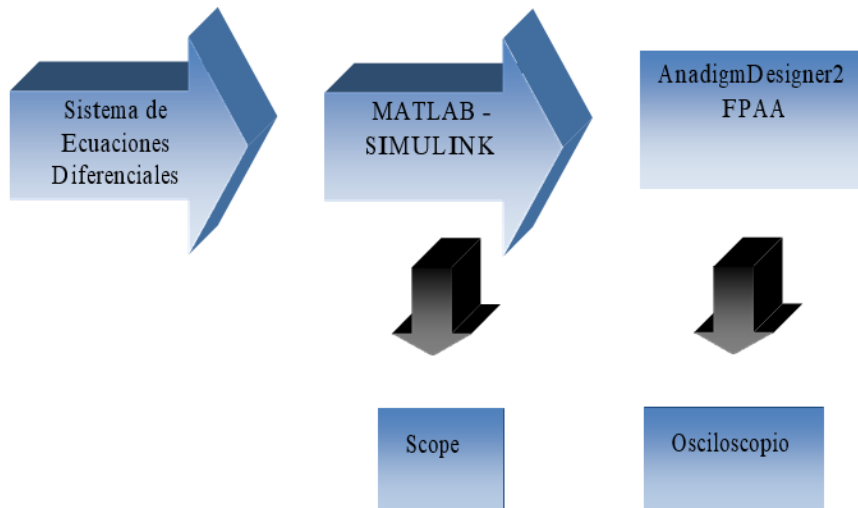 Sistema de
Ecuaciones
Diferenciales
MATLAB -
SIMULINK
AnadigmDesigner2
FPAA
Scope
Osciloscopio